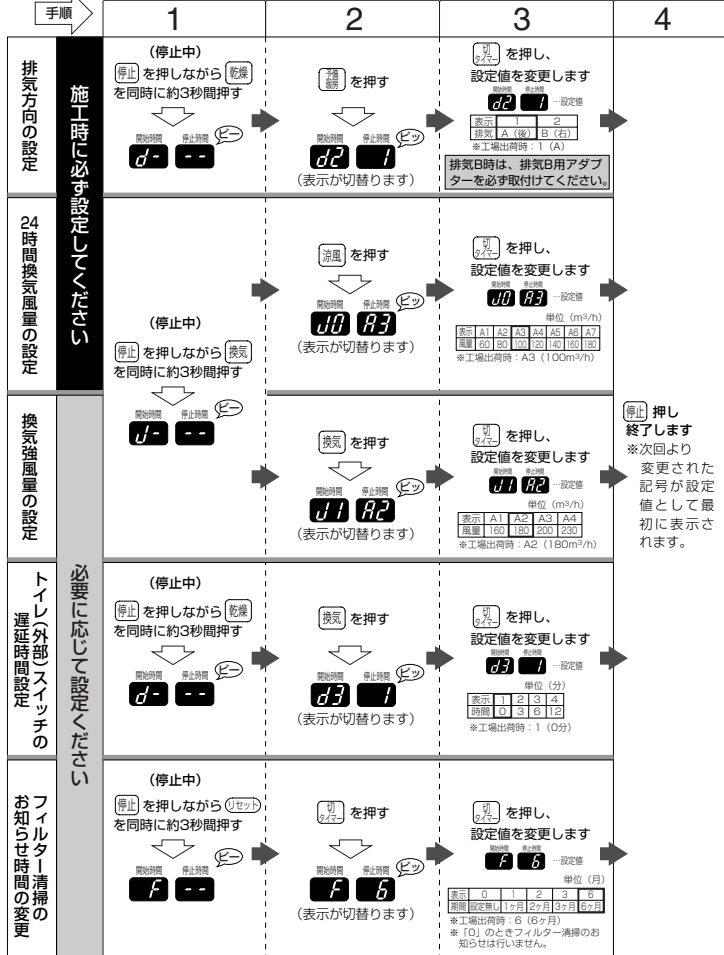 手順
1
2
3
4
排気方向の設定
施工時に必ず設定してください
(停止中)
停止 を押しながら 乾燥
を同時に約3秒間押す
開始時間 停止時間 ピー
d- --
予備暖房 を押す
開始時間 停止時間 ピッ
d2 1
(表示が切替ります)
切タイマー を押し、
設定値を変更します
開始時間 停止時間
d2 1 …設定値
表示 1 2
排気 A(後) B(右)
※工場出荷時:1(A)
排気B時は、排気B用アダプ
ターを必ず取付けてください。
24時間換気風量の設定
(停止中)
停止 を押しながら 換気
を同時に約3秒間押す
開始時間 停止時間 ピー
J- --
涼風 を押す
開始時間 停止時間 ピッ
J0 A3
(表示が切替ります)
切タイマー を押し、
設定値を変更します
開始時間 停止時間
J0 A3 …設定値
単位(m³/h)
表示 A1 A2 A3 A4 A5 A6 A7
風量 60 80 100 120 140 160 180
※工場出荷時:A3(100m³/h)
換気強風量の設定
必要に応じて設定ください
換気 を押す
開始時間 停止時間 ピッ
J1 A2
(表示が切替ります)
切タイマー を押し、
設定値を変更します
開始時間 停止時間
J1 A2 …設定値
単位(m³/h)
表示 A1 A2 A3 A4
風量 160 180 200 230
※工場出荷時:A2(180m³/h)
停止 押し
終了します
※次回より
変更された
記号が設定
値として最
初に表示さ
れます。
トイレ(外部)スイッチの
遅延時間設定
(停止中)
停止 を押しながら 乾燥
を同時に約3秒間押す
開始時間 停止時間 ピー
d- --
換気 を押す
開始時間 停止時間 ピッ
d3 1
(表示が切替ります)
切タイマー を押し、
設定値を変更します
開始時間 停止時間
d3 1 …設定値
単位(分)
表示 1 2 3 4
時間 0 3 6 12
※工場出荷時:1(0分)
フィルター清掃の
お知らせ時間の変更
(停止中)
停止 を押しながら リセット
を同時に約3秒間押す
開始時間 停止時間 ピー
F --
切タイマー を押す
開始時間 停止時間 ピッ
F 6
(表示が切替ります)
切タイマー を押し、
設定値を変更します
開始時間 停止時間
F 6 …設定値
単位(月)
表示 0 1 2 3 6
期間 設定無し 1ヶ月 2ヶ月 3ヶ月 6ヶ月
※工場出荷時:6(6ヶ月)
※「0」のときフィルター清掃のお
知らせは行いません。